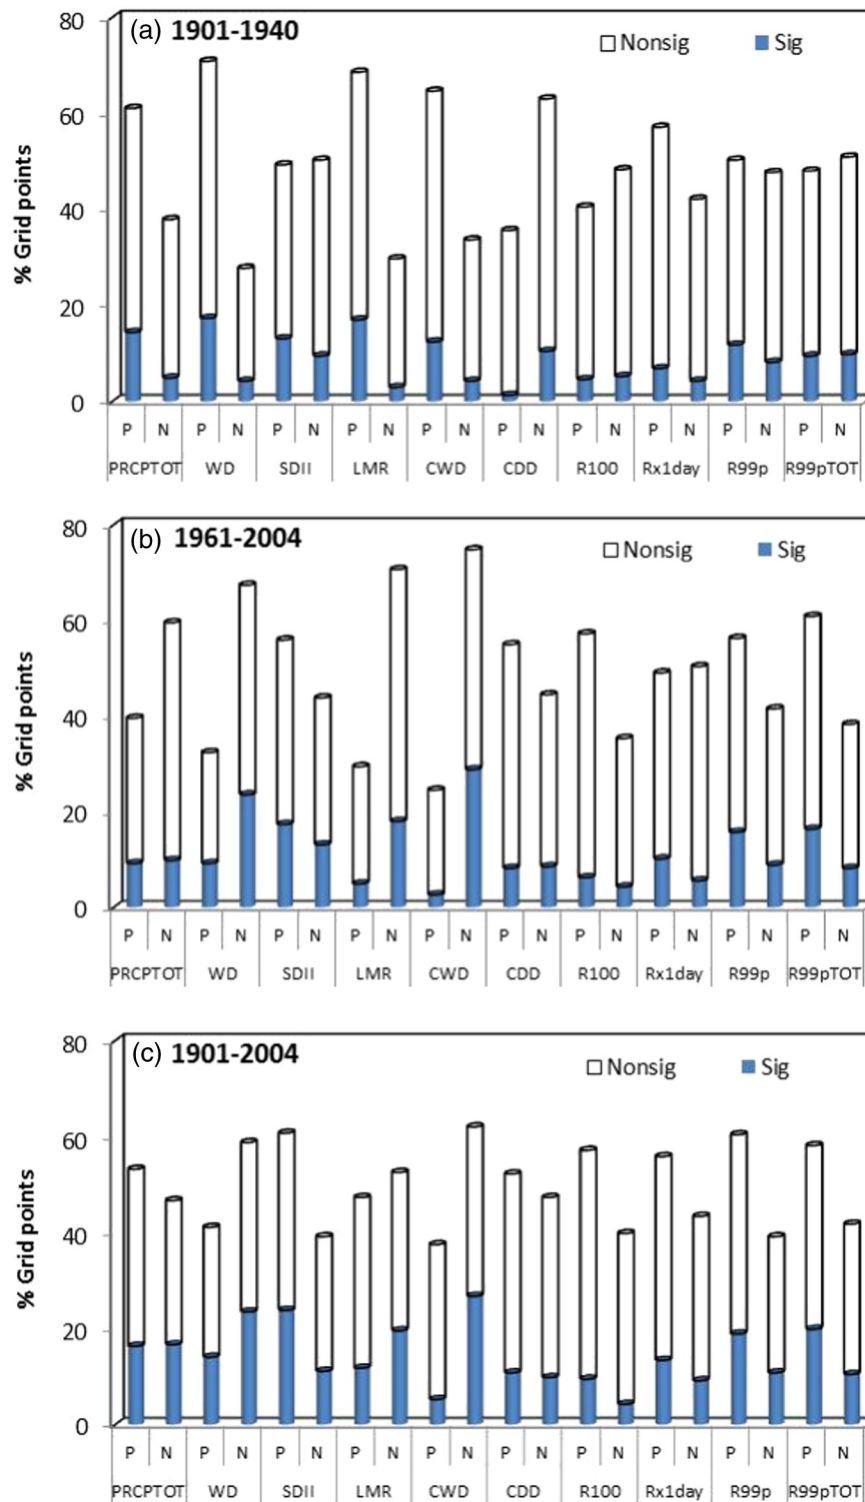 (a) 1901-1940
Nonsig Sig
% Grid points
80
60
40
20
0
P N P N P N P N P N P N P N P N P N P N
PRCPTOT WD SDII LMR CWD CDD R100 Rx1day R99p R99pTOT
(b) 1961-2004
Nonsig Sig
% Grid points
80
60
40
20
0
P N P N P N P N P N P N P N P N P N P N
PRCPTOT WD SDII LMR CWD CDD R100 Rx1day R99p R99pTOT
(c) 1901-2004
Nonsig Sig
% Grid points
80
60
40
20
0
P N P N P N P N P N P N P N P N P N P N
PRCPTOT WD SDII LMR CWD CDD R100 Rx1day R99p R99pTOT